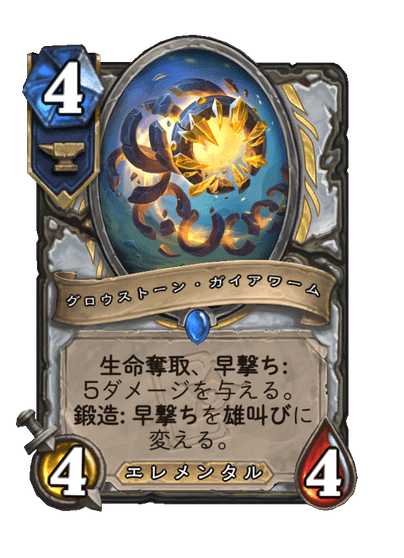 4
グロウストーン・ガイアワーム
生命奪取、早撃ち:
5ダメージを与える。
鍛造: 早撃ちを雄叫びに
変える。
4
エレメンタル
4